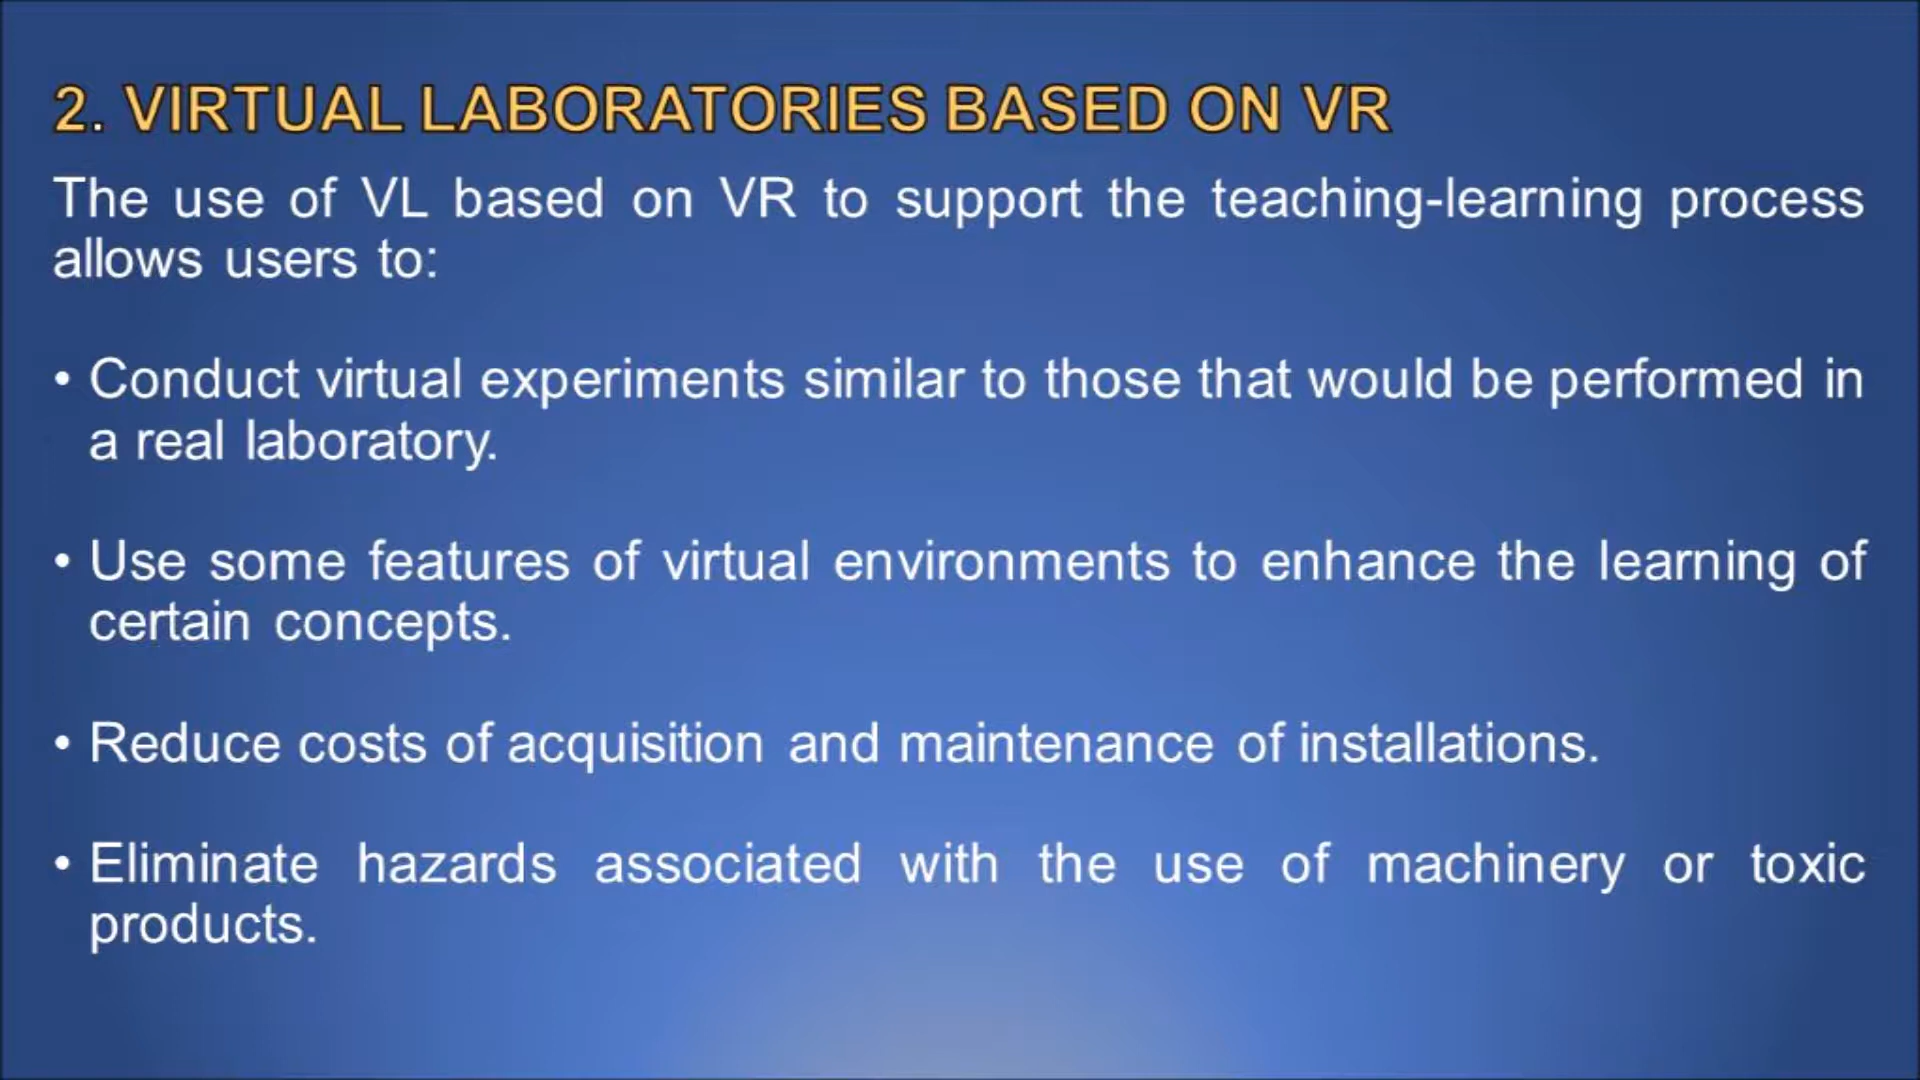 2. VIRTUAL LABORATORIES BASED ON VR
The use of VL based on VR to support the teaching-learning process
allows users to:
• Conduct virtual experiments similar to those that would be performed in
a real laboratory.
• Use some features of virtual environments to enhance the learning of
certain concepts.
• Reduce costs of acquisition and maintenance of installations.
• Eliminate hazards associated with the use of machinery or toxic
products.